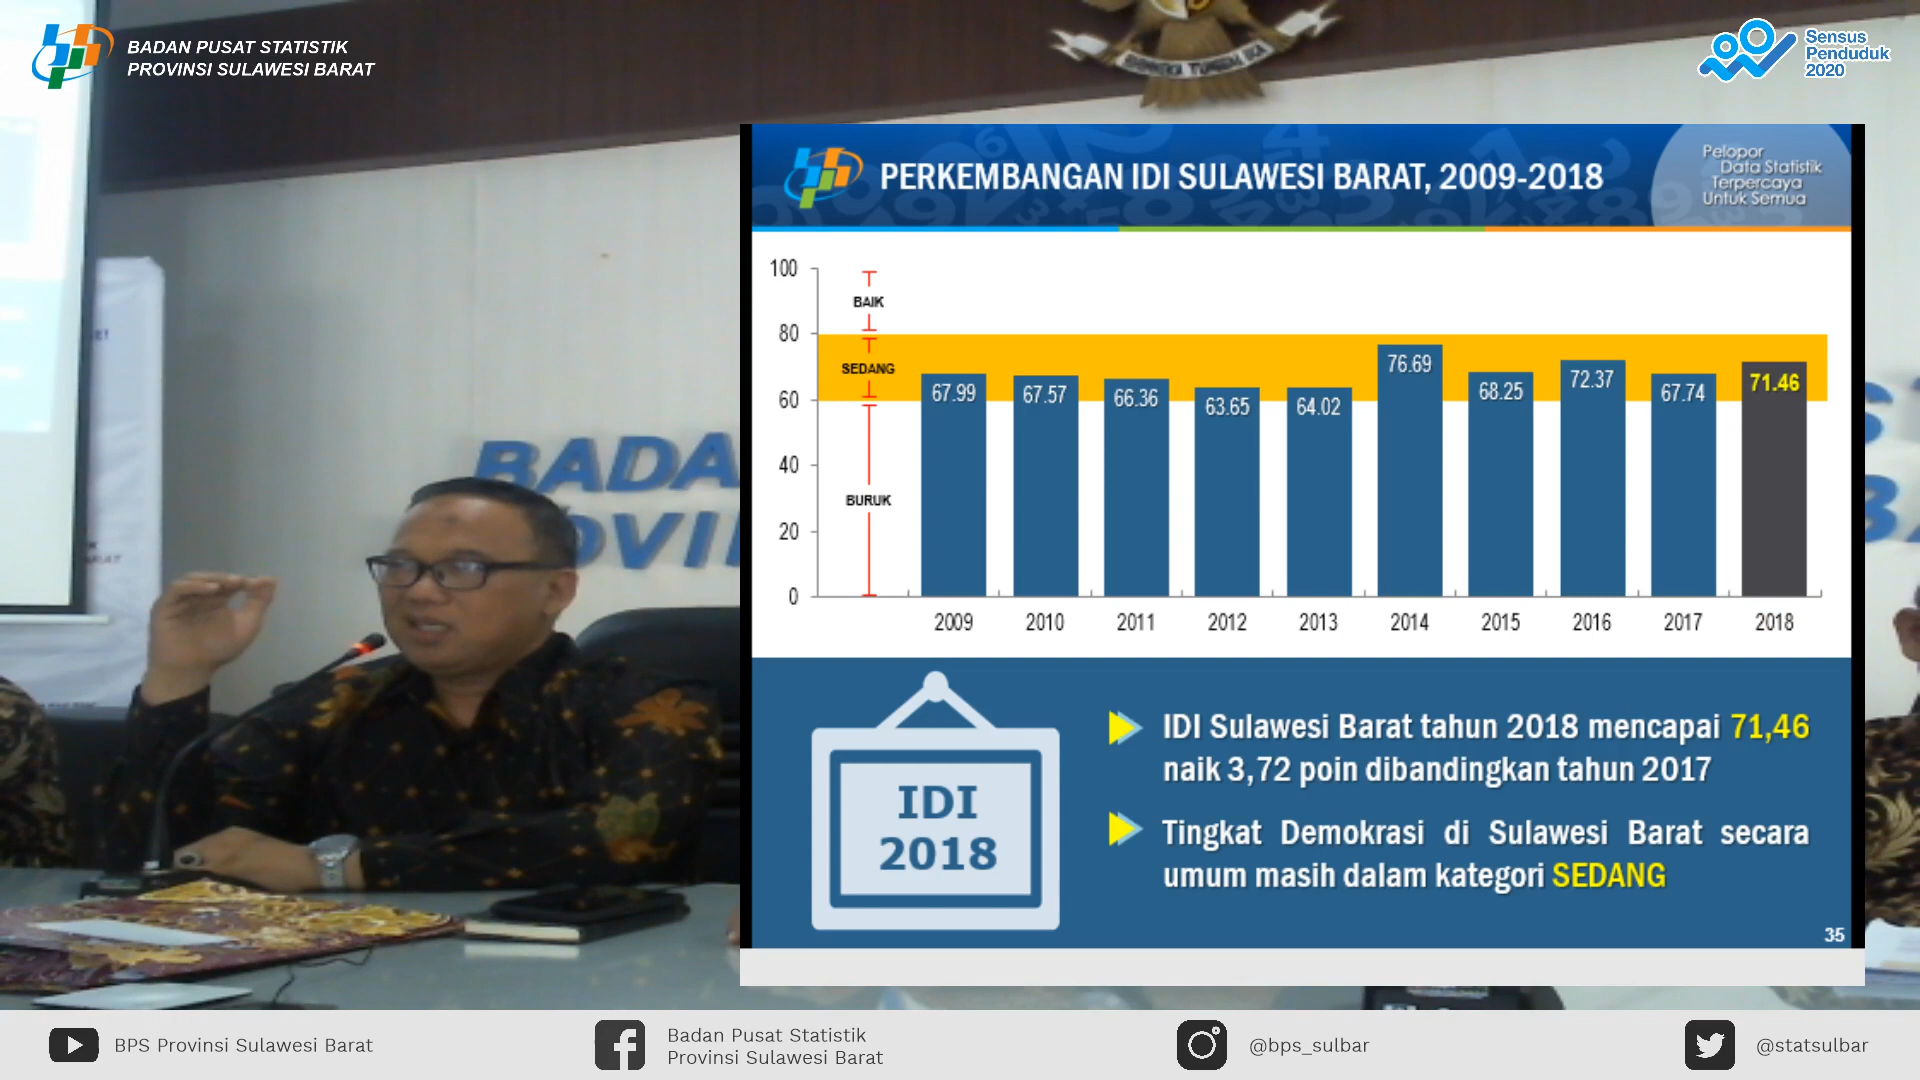 BADAN PUSAT STATISTIK
PROVINSI SULAWESI BARAT
BHINNEKA TUNGGAL IKA
Sensus
Penduduk
2020
PERKEMBANGAN IDI SULAWESI BARAT, 2009-2018
Pelopor
Data Statistik
Terpercaya
Untuk Semua
100
80
60
40
20
0
BAIK
SEDANG
BURUK
67.99
67.57
66.36
63.65
64.02
76.69
68.25
72.37
67.74
71.46
2009
2010
2011
2012
2013
2014
2015
2016
2017
2018
BADA
OVI
IDI
2018
IDI Sulawesi Barat tahun 2018 mencapai 71,46
naik 3,72 poin dibandingkan tahun 2017
Tingkat Demokrasi di Sulawesi Barat secara
umum masih dalam kategori SEDANG
35
BPS Provinsi Sulawesi Barat
Badan Pusat Statistik
Provinsi Sulawesi Barat
@bps_sulbar
@statsulbar